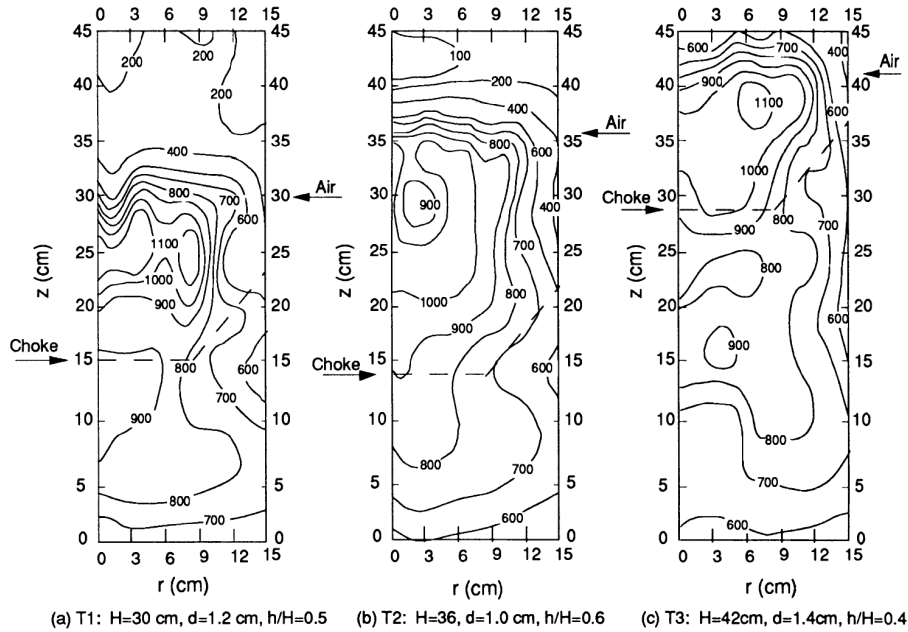 0 3 6 9 12 15
0 3 6 9 12 15
0 3 6 9 12 15
45 45 45 45 45 45
200 200 100 600 700 400
Air
40 200 40 40 200 40 40 900 1100 40
400 Air 600
35 400 35 35 800 600 35 35 35
Air Choke
30 800 700 30 30 900 400 30 30 800 30
600 900 700
1100 700
25 25 25 25 25 800 25
1000 1000 800
z (cm) z (cm) z (cm)
20 900 20 20 20 20 600 20
Choke 900
15 800 600 15 Choke 15 15 15 900 15
700 600
10 900 10 10 10 10 800 10
800 700 700
5 800 5 5 5 5 5
700 600 600
0 0 0 0 0 0
0 3 6 9 12 15
0 3 6 9 12 15
0 3 6 9 12 15
r (cm) r (cm) r (cm)
(a) T1: H=30 cm, d=1.2 cm, h/H=0.5
(b) T2: H=36, d=1.0 cm, h/H=0.6
(c) T3: H=42cm, d=1.4cm, h/H=0.4